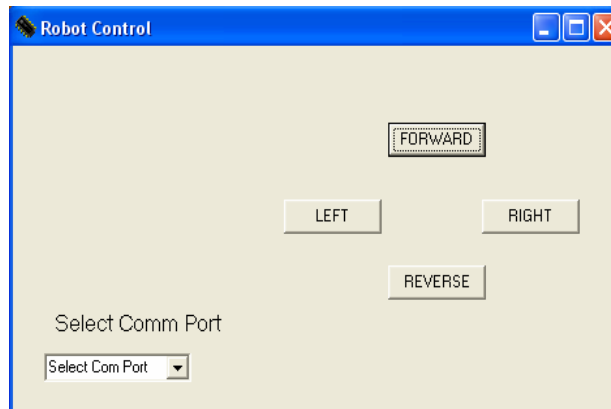 Robot Control
FORWARD
LEFT RIGHT
REVERSE
Select Comm Port
Select Com Port